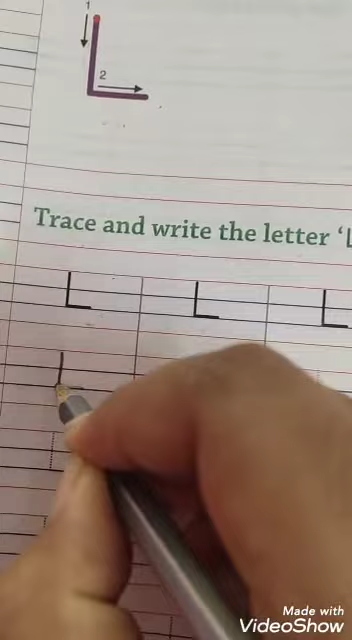 1
2
Trace and write the letter ‘L
L L L
L
Made with
VideoShow